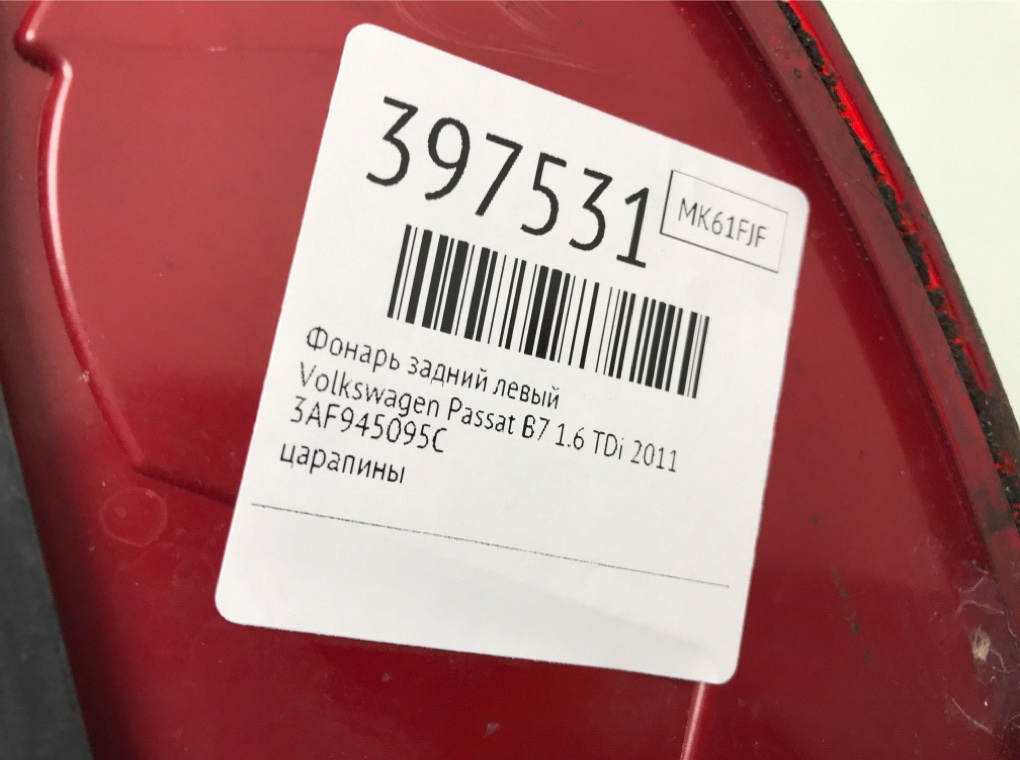 397531
MK61FJF
Фонарь задний левый
Volkswagen Passat B7 1.6 TDi 2011
3AF945095C
царапины